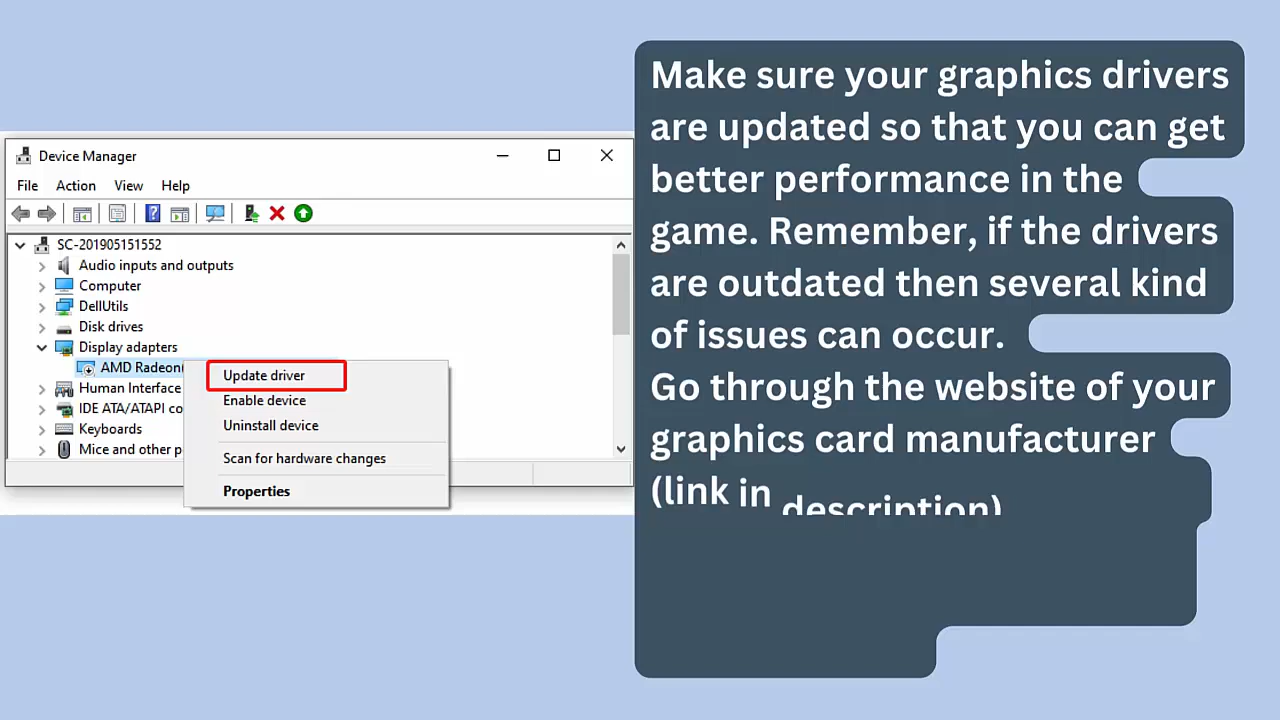 Device Manager
File Action View Help
SC-201905151552
Audio inputs and outputs
Computer
DellUtils
Disk drives
Display adapters
AMD Radeon
Human Interface
IDE ATA/ATAPI co
Keyboards
Mice and other p
Update driver
Enable device
Uninstall device
Scan for hardware changes
Properties
Make sure your graphics drivers
are updated so that you can get
better performance in the
game. Remember, if the drivers
are outdated then several kind
of issues can occur.
Go through the website of your
graphics card manufacturer
(link in description)